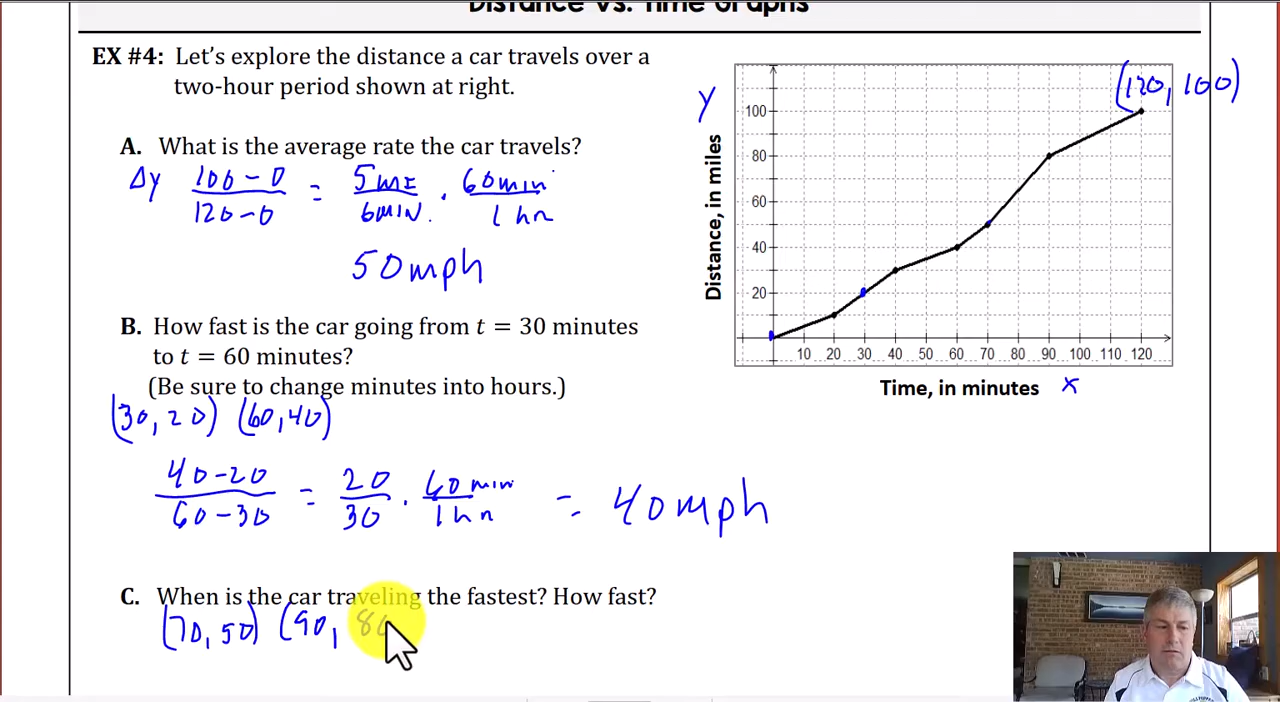 Distance vs. Time Graphs
EX #4: Let's explore the distance a car travels over a
two-hour period shown at right.
A. What is the average rate the car travels?
Δy 100 - 0 / 120 - 0 = 5 MI / 6 MIN . 60 min / 1 hr
50 mph
B. How fast is the car going from t = 30 minutes
to t = 60 minutes?
(Be sure to change minutes into hours.)
(30, 20) (60, 40)
40 - 20 / 60 - 30 = 20 / 30 . 60 min / 1 hr = 40 mph
C. When is the car traveling the fastest? How fast?
(70, 50) (90, 80
y
(120, 100)
Distance, in miles
100
80
60
40
20
10 20 30 40 50 60 70 80 90 100 110 120
Time, in minutes x